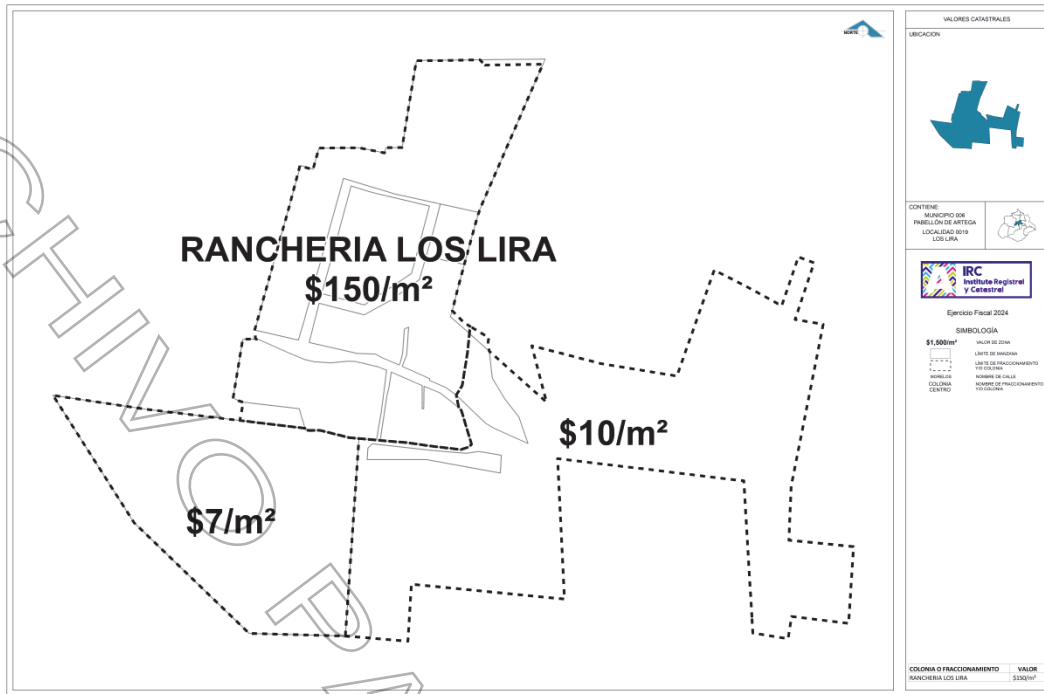 NORTE
RANCHERIA LOS LIRA
$150/m²
$10/m²
$7/m²
CHIVO PA
VALORES CATASTRALES
UBICACION
CONTIENE:
MUNICIPIO 006
PABELLÓN DE ARTEGA
LOCALIDAD 0019
LOS LIRA
IRC
Instituto Registral
y Catastral
Ejercicio Fiscal 2024
SIMBOLOGÍA
$1,500/m² VALOR DE ZONA
LIMITE DE MANZANA
LIMITE DE FRACCIONAMIENTO
Y/O COLONIA
MORELOS NOMBRE DE CALLE
COLONIA CENTRO NOMBRE DE FRACCIONAMIENTO
Y/O COLONIA
COLONIA O FRACCIONAMIENTO VALOR
RANCHERIA LOS LIRA $150/m²